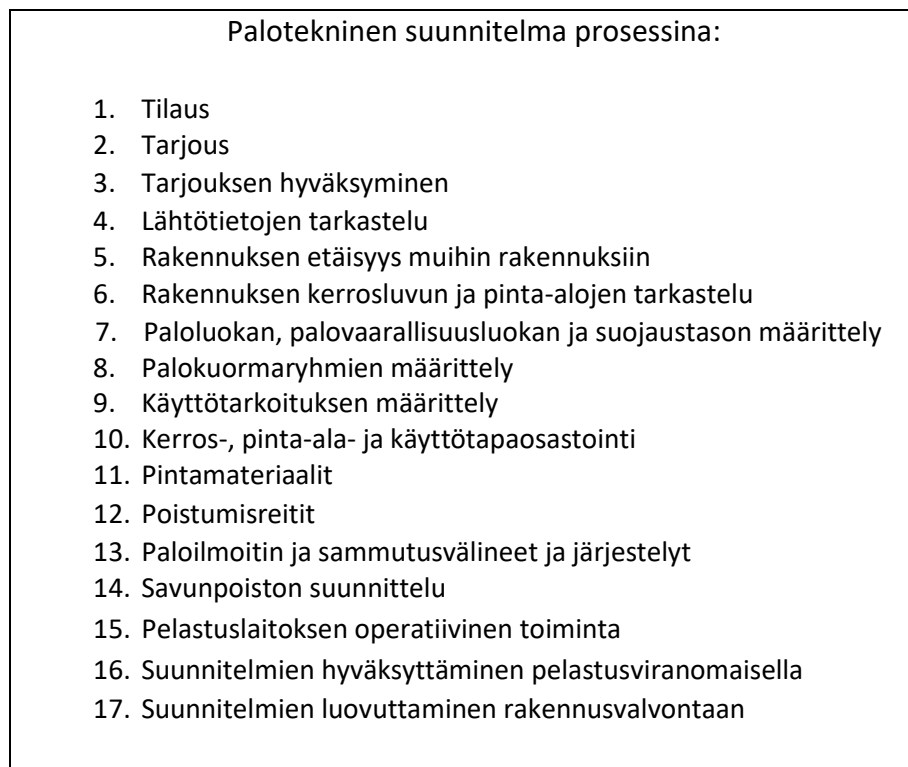 Palotekninen suunnitelma prosessina:
1. Tilaus
2. Tarjous
3. Tarjouksen hyväksyminen
4. Lähtötietojen tarkastelu
5. Rakennuksen etäisyys muihin rakennuksiin
6. Rakennuksen kerrosluvun ja pinta-alojen tarkastelu
7. Paloluokan, palovaarallisuusluokan ja suojaustason määrittely
8. Palokuormaryhmien määrittely
9. Käyttötarkoituksen määrittely
10. Kerros-, pinta-ala- ja käyttötapaosastointi
11. Pintamateriaalit
12. Poistumisreitit
13. Paloilmoitin ja sammutusvälineet ja järjestelyt
14. Savunpoiston suunnittelu
15. Pelastuslaitoksen operatiivinen toiminta
16. Suunnitelmien hyväksyttäminen pelastusviranomaisella
17. Suunnitelmien luovuttaminen rakennusvalvontaan